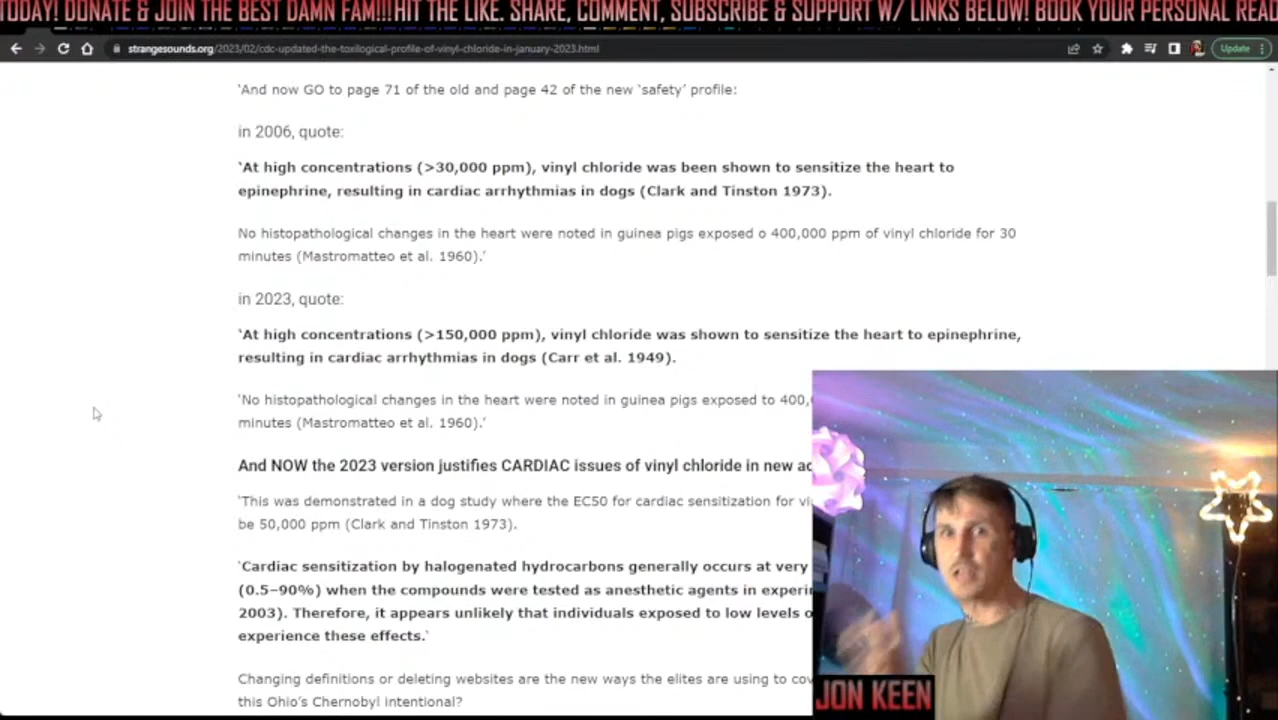 TODAY! DONATE & JOIN THE BEST DAMN FAM!!! HIT THE LIKE. SHARE, COMMENT, SUBSCRIBE & SUPPORT W/ LINKS BELOW! BOOK YOUR PERSONAL READ
strangesounds.org/2023/02/cdc-updated-the-toxilogical-profile-of-vinyl-chloride-in-january-2023.html
Update
‘And now GO to page 71 of the old and page 42 of the new ‘safety’ profile:
in 2006, quote:
‘At high concentrations (>30,000 ppm), vinyl chloride was been shown to sensitize the heart to
epinephrine, resulting in cardiac arrhythmias in dogs (Clark and Tinston 1973).
No histopathological changes in the heart were noted in guinea pigs exposed o 400,000 ppm of vinyl chloride for 30
minutes (Mastromatteo et al. 1960).’
in 2023, quote:
‘At high concentrations (>150,000 ppm), vinyl chloride was shown to sensitize the heart to epinephrine,
resulting in cardiac arrhythmias in dogs (Carr et al. 1949).
‘No histopathological changes in the heart were noted in guinea pigs exposed to 400,
minutes (Mastromatteo et al. 1960).’
And NOW the 2023 version justifies CARDIAC issues of vinyl chloride in new ad
‘This was demonstrated in a dog study where the EC50 for cardiac sensitization for vi
be 50,000 ppm (Clark and Tinston 1973).
‘Cardiac sensitization by halogenated hydrocarbons generally occurs at very
(0.5–90%) when the compounds were tested as anesthetic agents in experi
2003). Therefore, it appears unlikely that individuals exposed to low levels o
experience these effects.`
Changing definitions or deleting websites are the new ways the elites are using to cov
this Ohio’s Chernobyl intentional?
JON KEEN